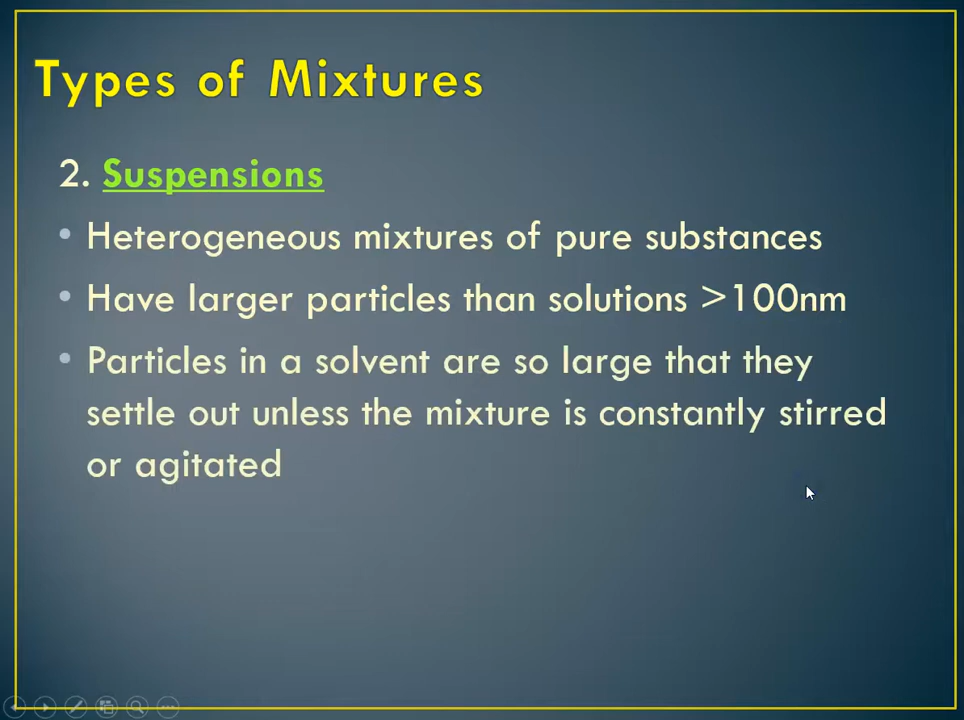 Types of Mixtures
2. Suspensions
• Heterogeneous mixtures of pure substances
• Have larger particles than solutions >100nm
• Particles in a solvent are so large that they
settle out unless the mixture is constantly stirred
or agitated